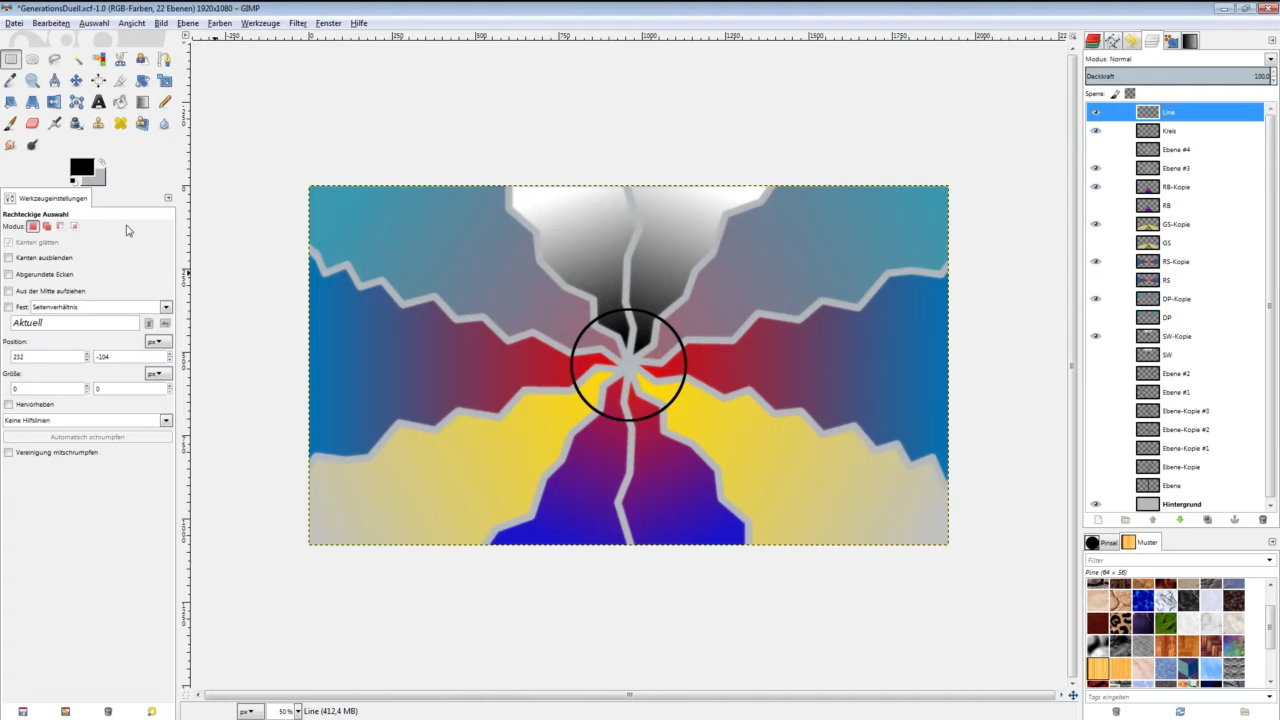 *GenerationsDuell.xcf-1.0 (RGB-Farben, 22 Ebenen) 1920x1080 – GIMP
Datei Bearbeiten Auswahl Ansicht Bild Ebene Farben Werkzeuge Filter Fenster Hilfe
Werkzeugeinstellungen
Rechteckige Auswahl
Modus:
Kanten glätten
Kanten ausblenden
Abgerundete Ecken
Aus der Mitte aufziehen
Fest: Seitenverhältnis
Aktuell
Position: px
232 -104
Größe: px
0 0
Hervorheben
Keine Hilfslinien
Automatisch schrumpfen
Vereinigung mitschrumpfen
-250 0 250 500 750 1000 1250 1500 1750 2000
px 50 % Line (412,4 MB)
Modus: Normal
Deckkraft 100,0
Sperre:
Line
Kreis
Ebene #4
Ebene #3
RB-Kopie
RB
GS-Kopie
GS
RS-Kopie
RS
DP-Kopie
DP
SW-Kopie
SW
Ebene #2
Ebene #1
Ebene-Kopie #3
Ebene-Kopie #2
Ebene-Kopie #1
Ebene-Kopie
Ebene
Hintergrund
Pinsel Muster
Filter
Pine (64 × 56)
Tags eingeben